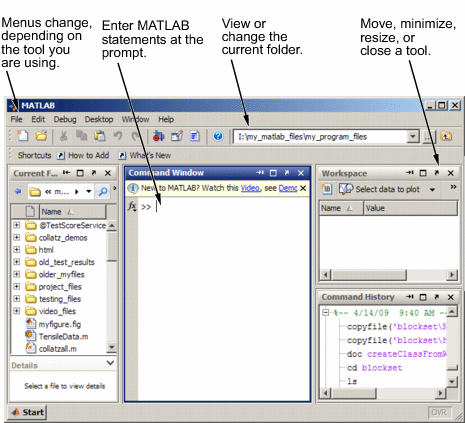 Menus change, depending on the tool you are using.
Enter MATLAB statements at the prompt.
View or change the current folder.
Move, minimize, resize, or close a tool.
MATLAB
File Edit Debug Desktop Window Help
I:\my_matlab_files\my_program_files
Shortcuts How to Add What's New
Current F...
« m...
Name
@TestScoreService
collatz_demos
html
old_test_results
older_myfiles
project_files
testing_files
video_files
myfigure.fig
TensileData.m
collatzall.m
Details
Select a file to view details
Command Window
New to MATLAB? Watch this Video, see Demo
fx >>
Workspace
Select data to plot
Name Value
Command History
%-- 4/14/09 9:40 AM --
copyfile('blockset\
copyfile('blockset\
doc createClassFrom
cd blockset
ls
Start
OVR